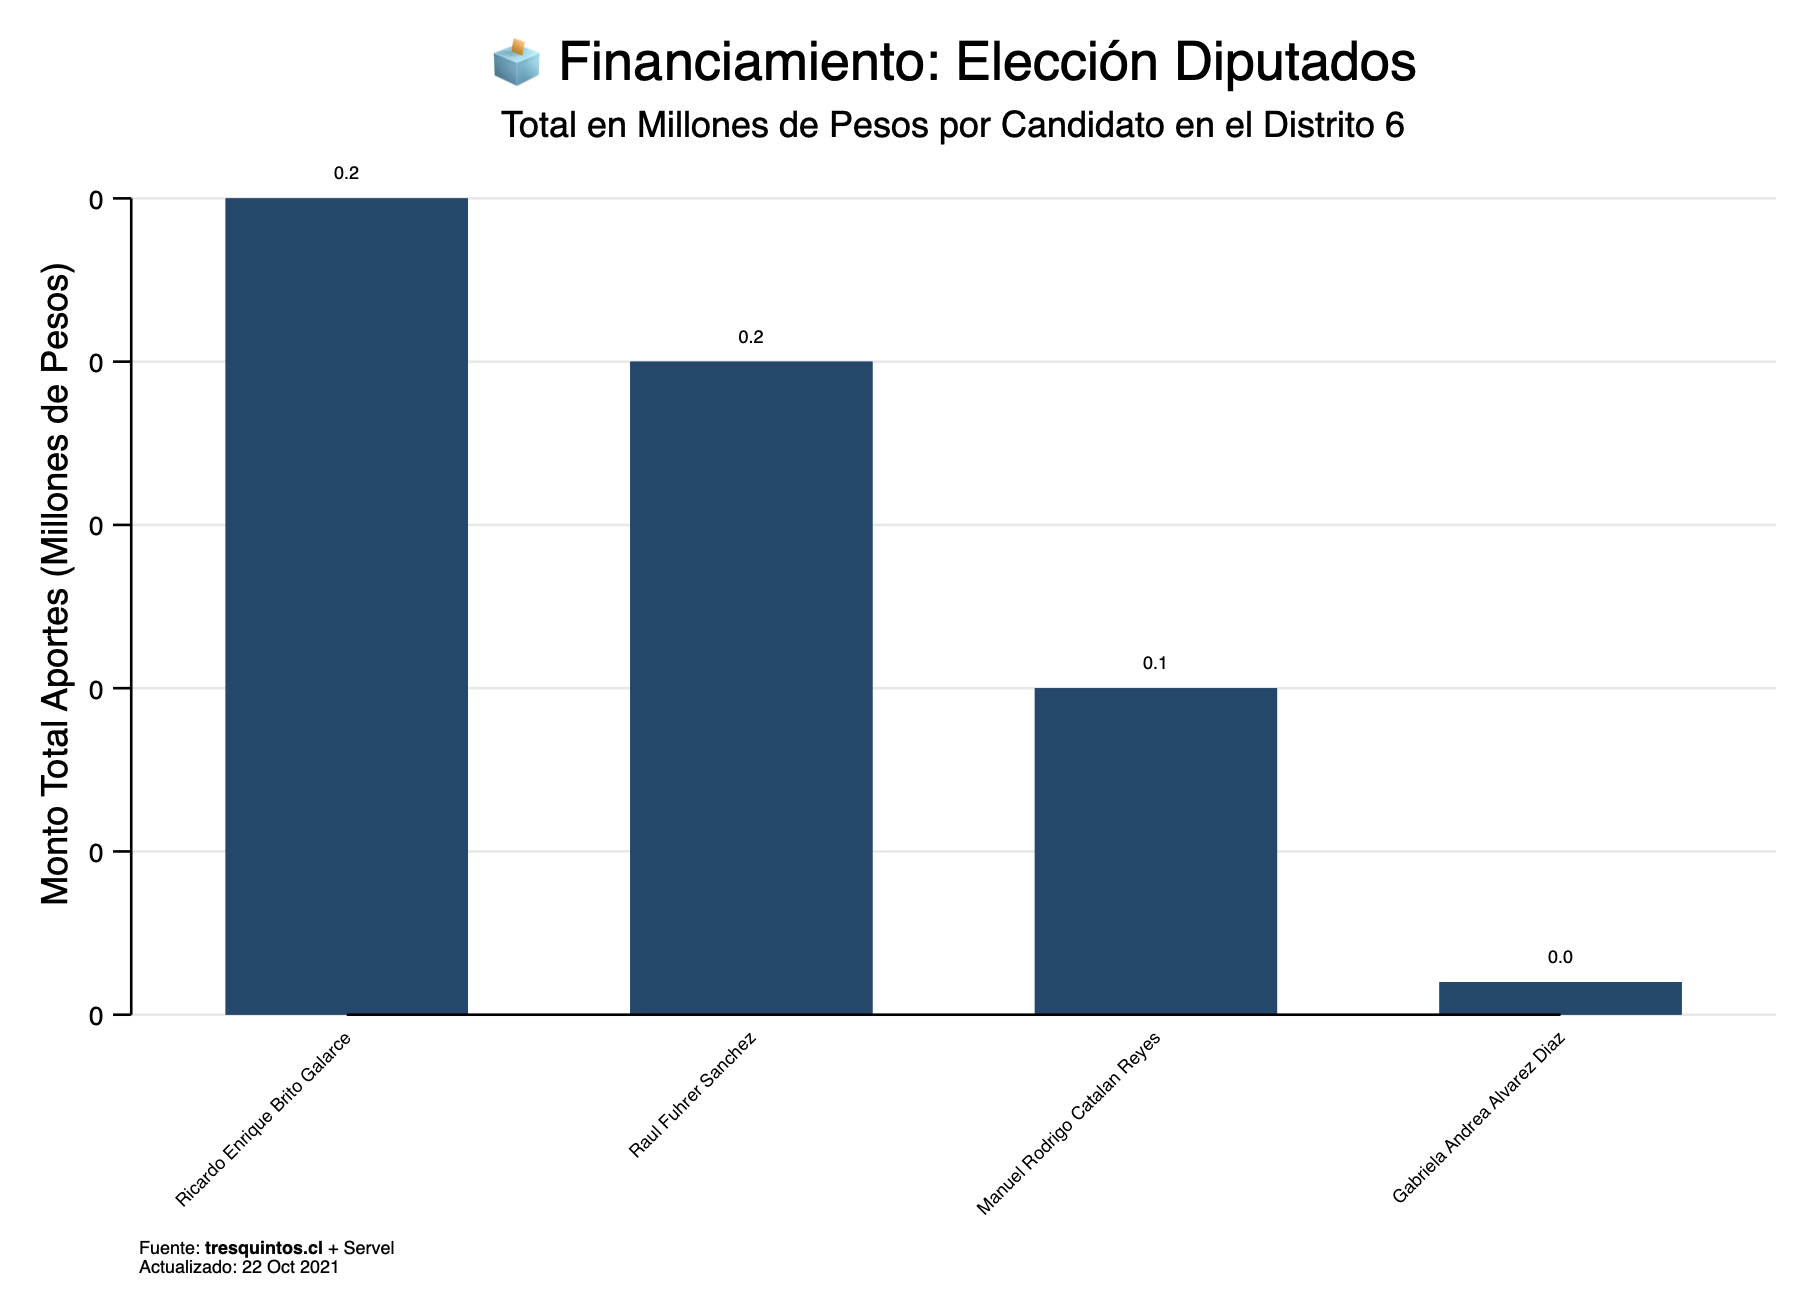 Financiamiento: Elección Diputados
Total en Millones de Pesos por Candidato en el Distrito 6
Monto Total Aportes (Millones de Pesos)
0
0
0
0
0
0
0.2
0.2
0.1
0.0
Ricardo Enrique Brito Galarce
Raul Fuhrer Sanchez
Manuel Rodrigo Catalan Reyes
Gabriela Andrea Alvarez Diaz
Fuente: tresquintos.cl + Servel
Actualizado: 22 Oct 2021